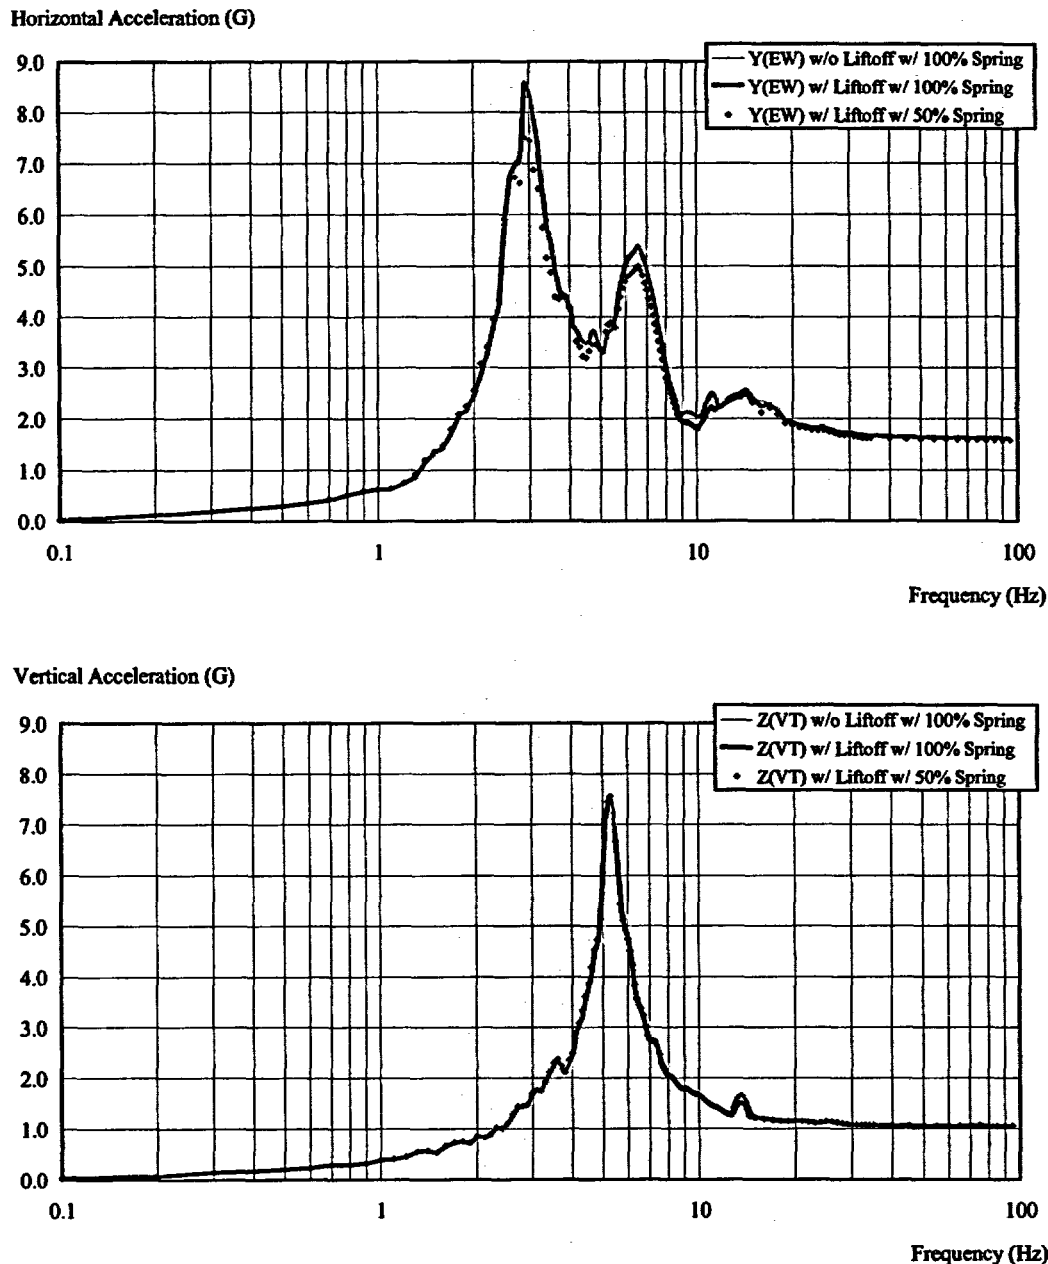 Horizontal Acceleration (G)
Y(EW) w/o Liftoff w/ 100% Spring
Y(EW) w/ Liftoff w/ 100% Spring
Y(EW) w/ Liftoff w/ 50% Spring
9.0
8.0
7.0
6.0
5.0
4.0
3.0
2.0
1.0
0.0
0.1 1 10 100
Frequency (Hz)
Vertical Acceleration (G)
Z(VT) w/o Liftoff w/ 100% Spring
Z(VT) w/ Liftoff w/ 100% Spring
Z(VT) w/ Liftoff w/ 50% Spring
9.0
8.0
7.0
6.0
5.0
4.0
3.0
2.0
1.0
0.0
0.1 1 10 100
Frequency (Hz)